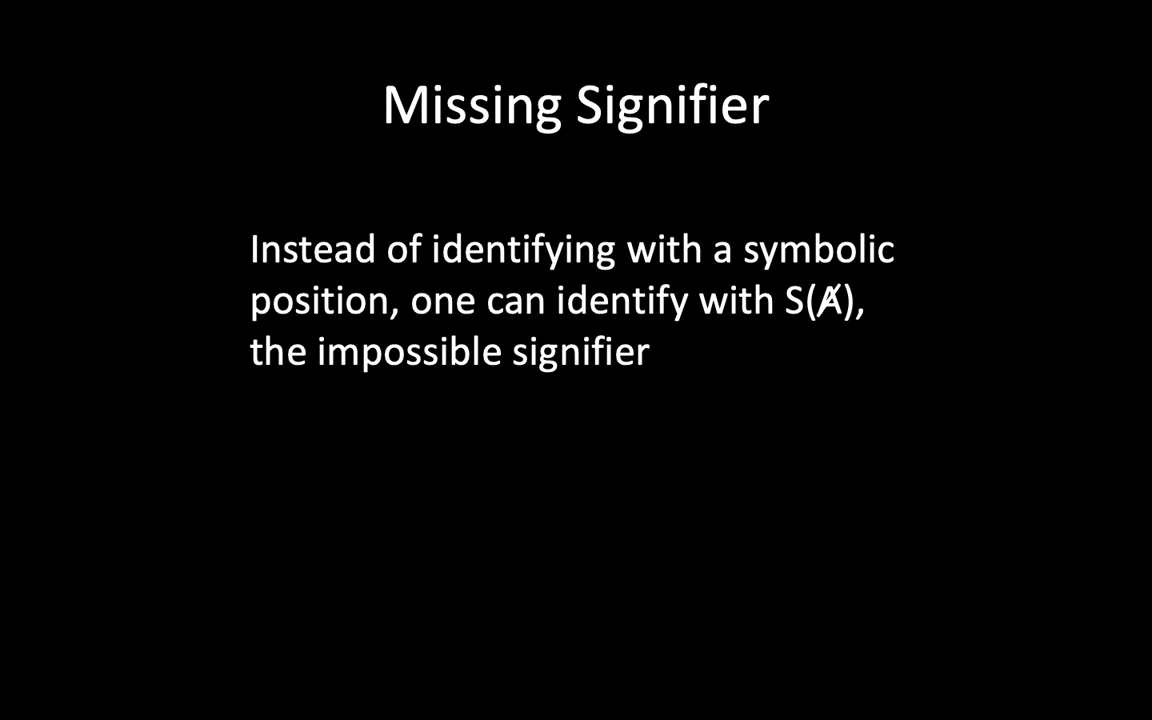 Missing Signifier
Instead of identifying with a symbolic
position, one can identify with S(Ⱥ),
the impossible signifier